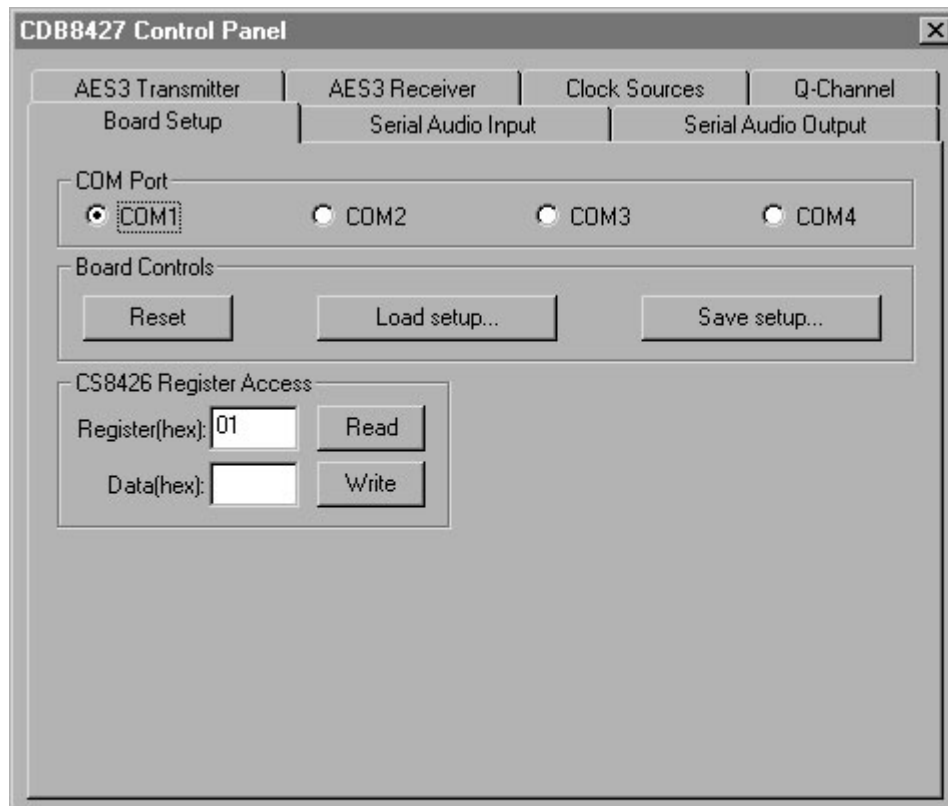 CDB8427 Control Panel
AES3 Transmitter AES3 Receiver Clock Sources Q-Channel
Board Setup Serial Audio Input Serial Audio Output
COM Port
COM1 COM2 COM3 COM4
Board Controls
Reset Load setup... Save setup...
CS8426 Register Access
Register(hex): 01 Read
Data(hex): Write